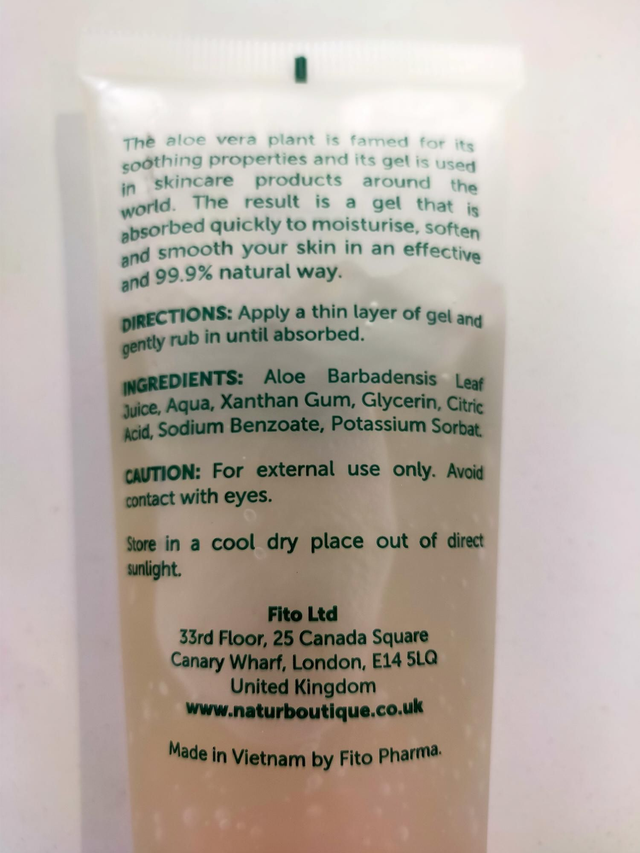 The aloe vera plant is famed for its
soothing properties and its gel is used
in skincare products around the
world. The result is a gel that is
absorbed quickly to moisturise, soften
and smooth your skin in an effective
and 99.9% natural way.
DIRECTIONS: Apply a thin layer of gel and
gently rub in until absorbed.
INGREDIENTS: Aloe Barbadensis Leaf
Juice, Aqua, Xanthan Gum, Glycerin, Citric
Acid, Sodium Benzoate, Potassium Sorbat.
CAUTION: For external use only. Avoid
contact with eyes.
Store in a cool dry place out of direct
sunlight.
Fito Ltd
33rd Floor, 25 Canada Square
Canary Wharf, London, E14 5LQ
United Kingdom
www.naturboutique.co.uk
Made in Vietnam by Fito Pharma.